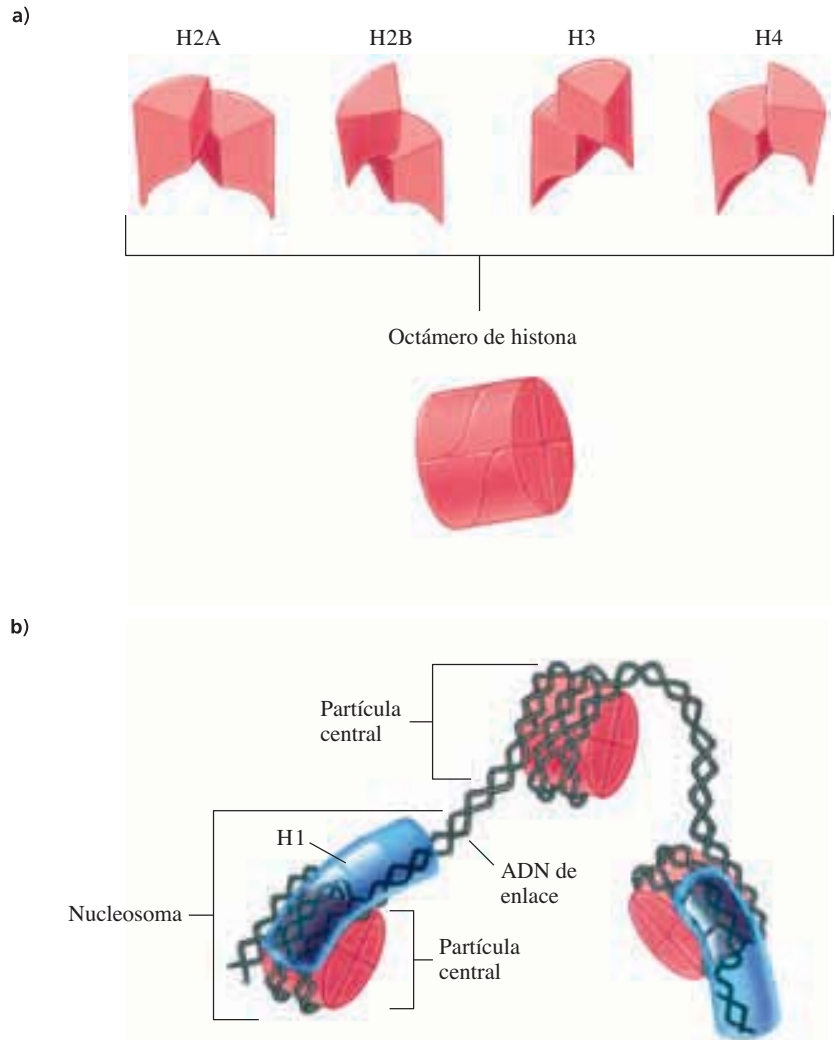 a)
H2A H2B H3 H4
Octámero de histona
b)
Partícula
central
H1
ADN de
enlace
Nucleosoma
Partícula
central